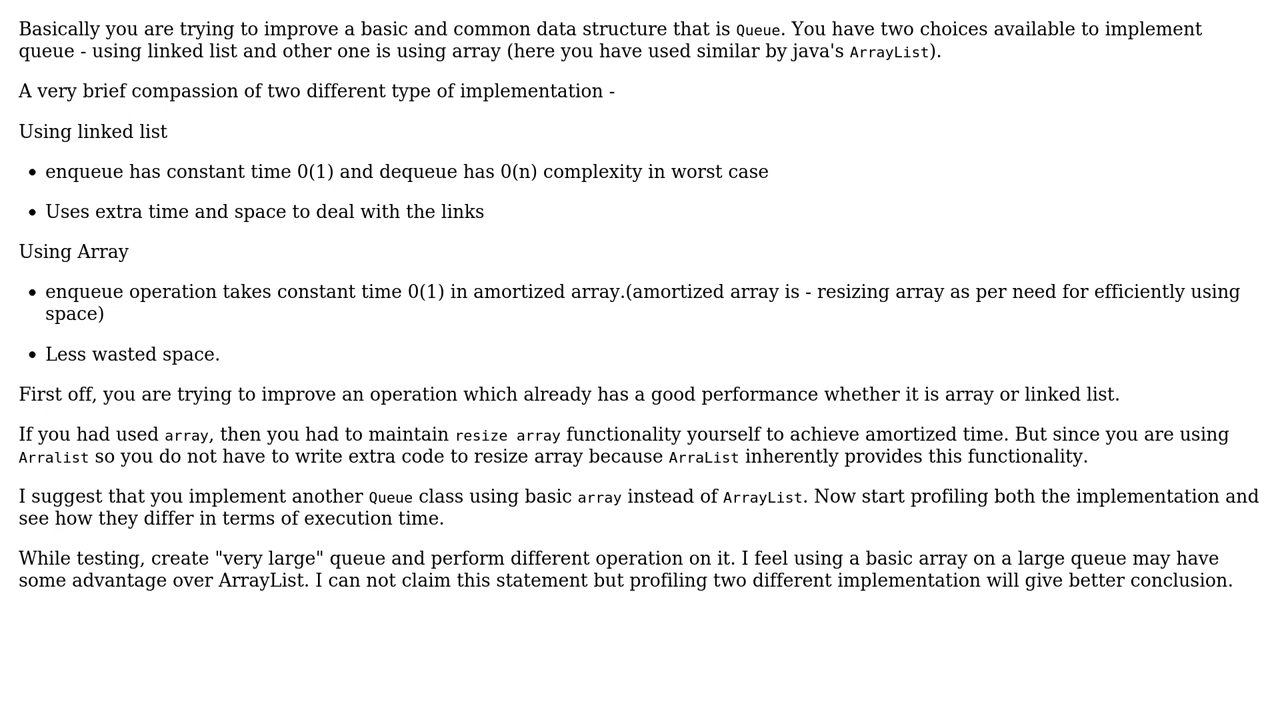 Basically you are trying to improve a basic and common data structure that is Queue. You have two choices available to implement
queue - using linked list and other one is using array (here you have used similar by java's ArrayList).
A very brief compassion of two different type of implementation -
Using linked list
• enqueue has constant time 0(1) and dequeue has 0(n) complexity in worst case
• Uses extra time and space to deal with the links
Using Array
• enqueue operation takes constant time 0(1) in amortized array.(amortized array is - resizing array as per need for efficiently using
space)
• Less wasted space.
First off, you are trying to improve an operation which already has a good performance whether it is array or linked list.
If you had used array, then you had to maintain resize array functionality yourself to achieve amortized time. But since you are using
Arralist so you do not have to write extra code to resize array because ArraList inherently provides this functionality.
I suggest that you implement another Queue class using basic array instead of ArrayList. Now start profiling both the implementation and
see how they differ in terms of execution time.
While testing, create "very large" queue and perform different operation on it. I feel using a basic array on a large queue may have
some advantage over ArrayList. I can not claim this statement but profiling two different implementation will give better conclusion.